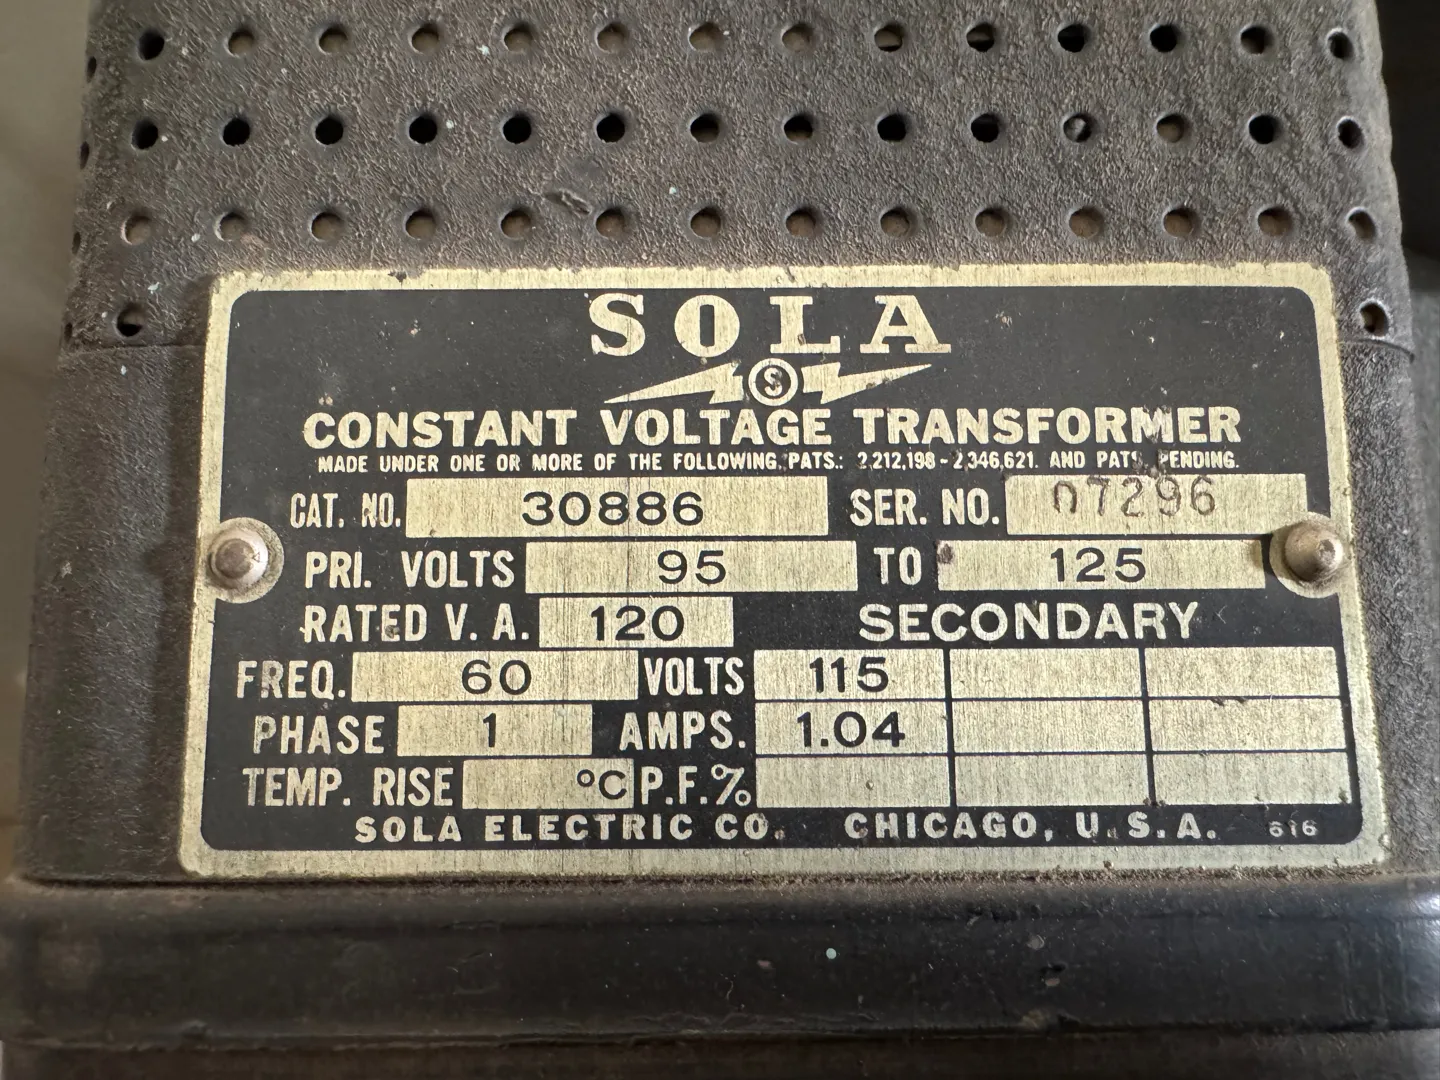 SOLA
S
CONSTANT VOLTAGE TRANSFORMER
MADE UNDER ONE OR MORE OF THE FOLLOWING PATS.: 2,212,198 - 2,346,621. AND PATS. PENDING.
CAT. NO. 30886 SER. NO. 07296
PRI. VOLTS 95 TO 125
RATED V. A. 120 SECONDARY
FREQ. 60 VOLTS 115
PHASE 1 AMPS. 1.04
TEMP. RISE °C P.F.%
SOLA ELECTRIC CO. CHICAGO, U.S.A. 616